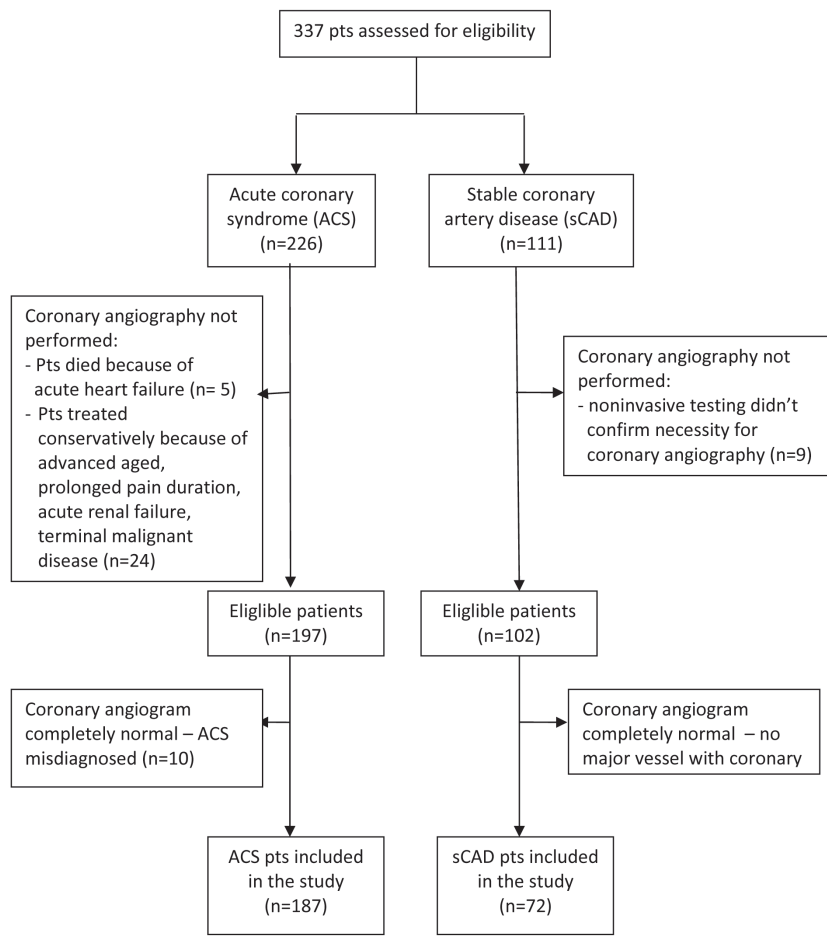 337 pts assessed for eligibility
Acute coronary
syndrome (ACS)
(n=226)
Stable coronary
artery disease (sCAD)
(n=111)
Coronary angiography not
performed:
- Pts died because of
acute heart failure (n= 5)
- Pts treated
conservatively because of
advanced aged,
prolonged pain duration,
acute renal failure,
terminal malignant
disease (n=24)
Coronary angiography not
performed:
- noninvasive testing didn't
confirm necessity for
coronary angiography (n=9)
Eliglible patients
(n=197)
Eligible patients
(n=102)
Coronary angiogram
completely normal – ACS
misdiagnosed (n=10)
Coronary angiogram
completely normal – no
major vessel with coronary
ACS pts included
in the study
(n=187)
sCAD pts included
in the study
(n=72)